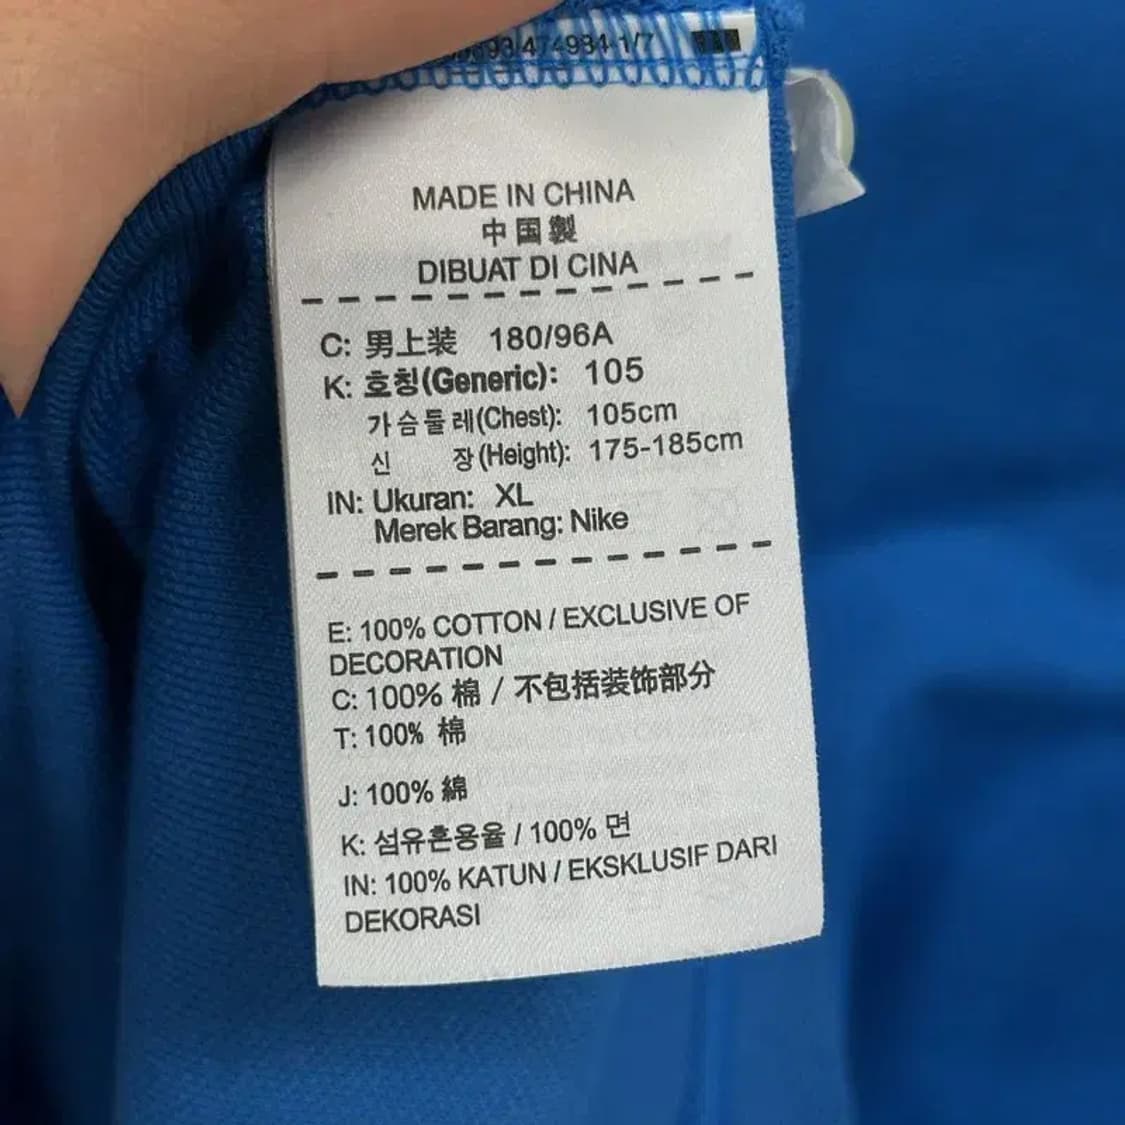 474984-1/7
MADE IN CHINA
中国製
DIBUAT DI CINA
C: 男上装 180/96A
K: 호칭(Generic): 105
가슴둘레(Chest): 105cm
신 장(Height): 175-185cm
IN: Ukuran: XL
Merek Barang: Nike
E: 100% COTTON / EXCLUSIVE OF
DECORATION
C: 100% 棉 / 不包括装饰部分
T: 100% 棉
J: 100% 綿
K: 섬유혼용율 / 100% 면
IN: 100% KATUN / EKSKLUSIF DARI
DEKORASI